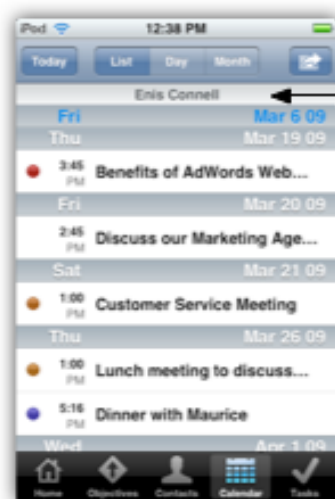 iPod 12:38 PM
Today List Day Month
Enis Connell
Fri Mar 6 09
Thu Mar 19 09
3:45 PM Benefits of AdWords Web...
Fri Mar 20 09
2:45 PM Discuss our Marketing Age...
Sat Mar 21 09
1:00 PM Customer Service Meeting
Thu Mar 26 09
1:00 PM Lunch meeting to discuss...
5:16 PM Dinner with Maurice
Wed Apr 1 09
Home Objectives Contacts Calendar Tasks